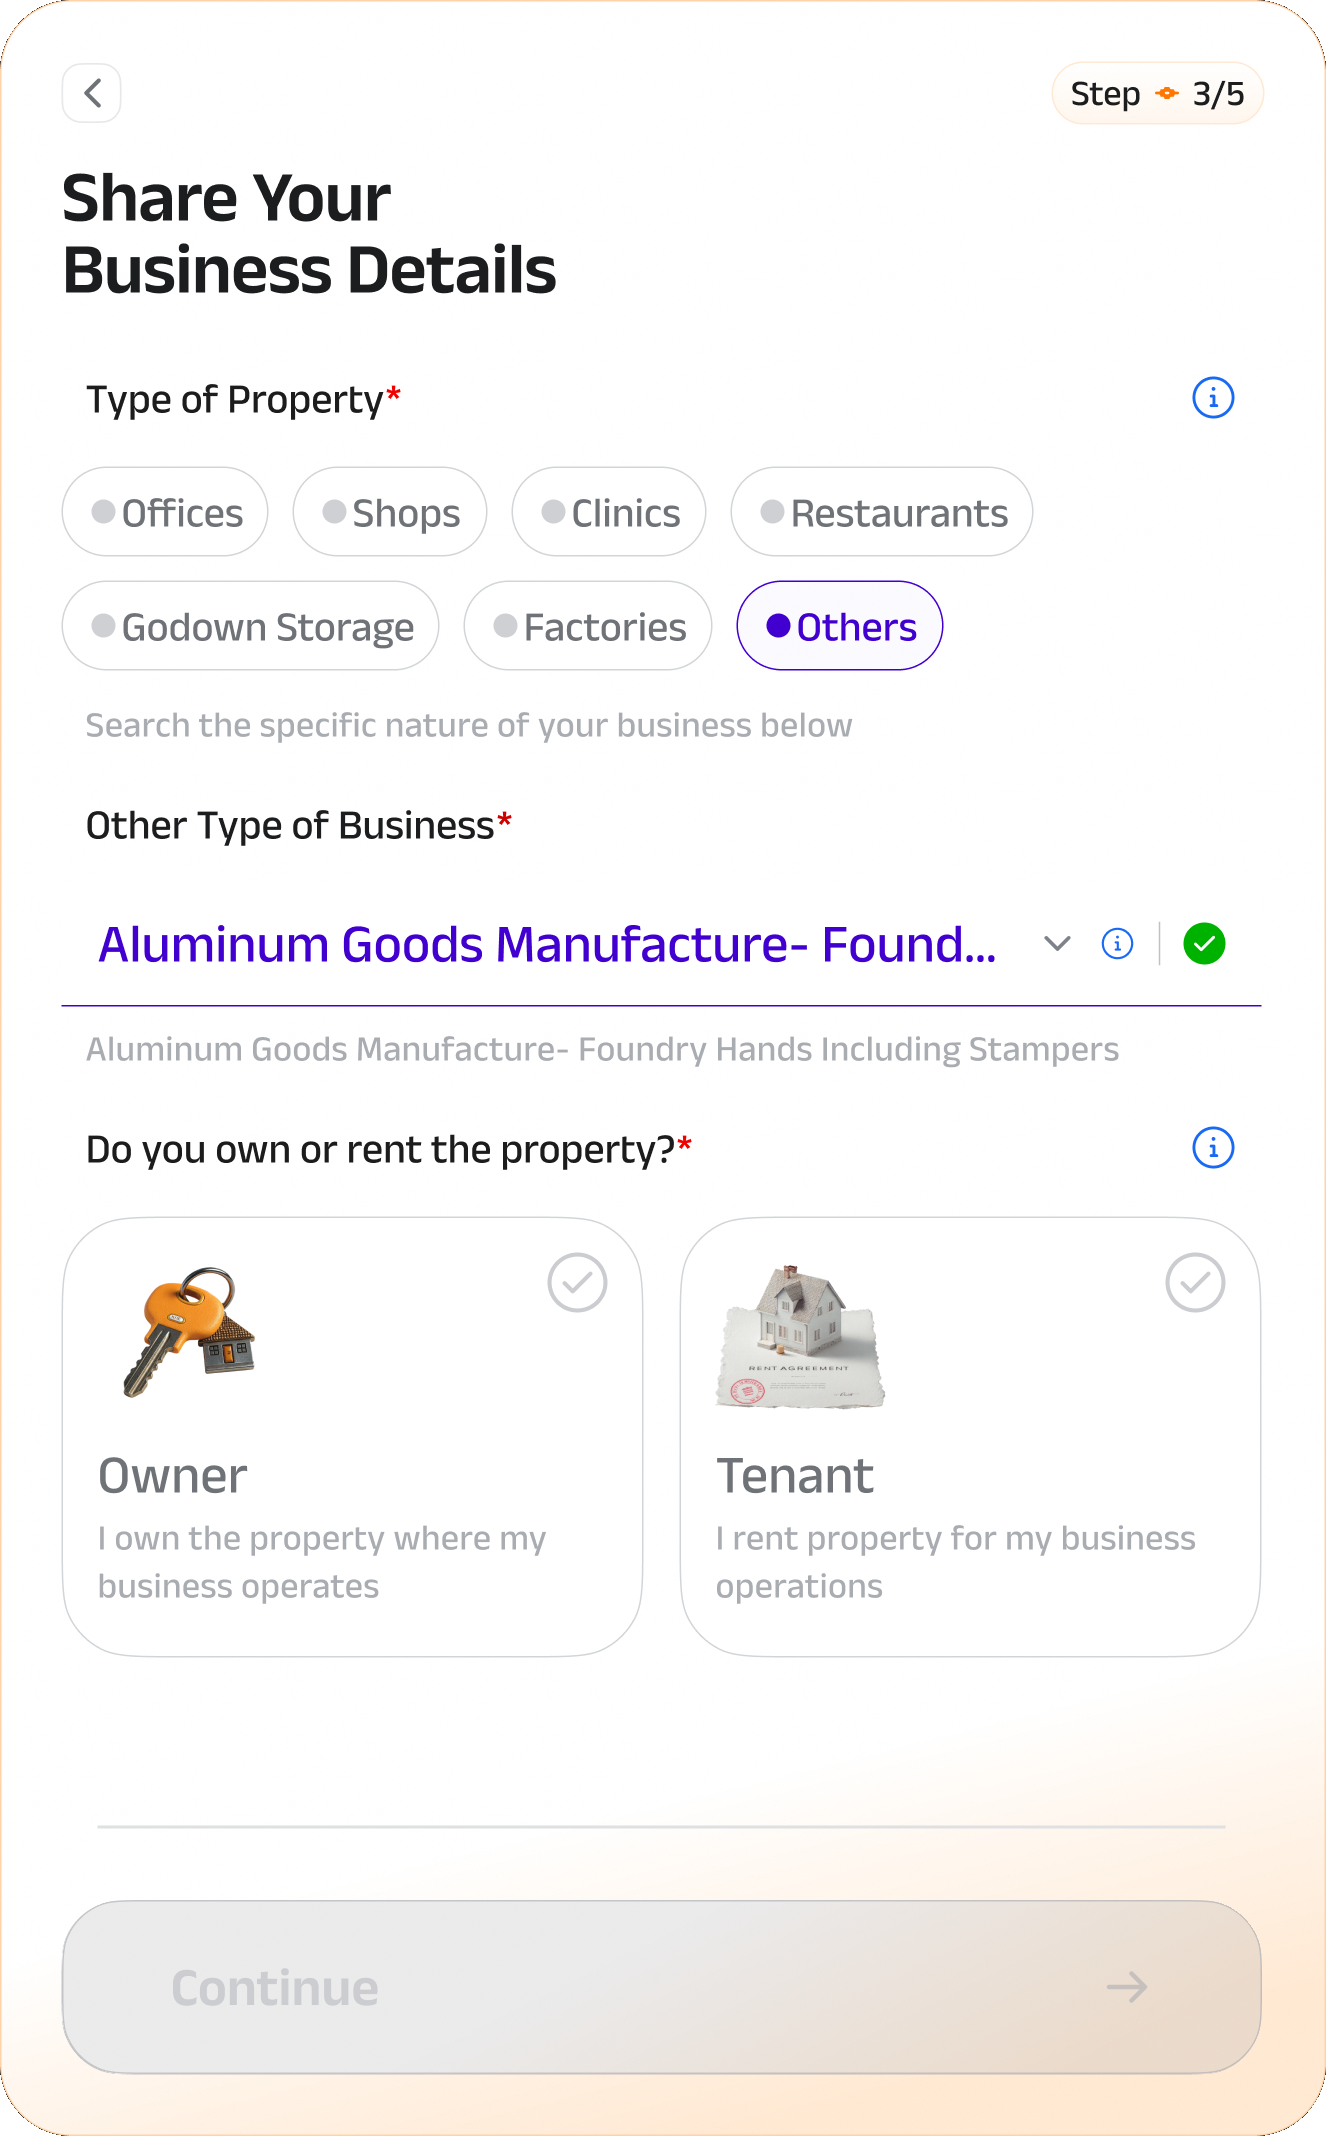 Step 3/5
Share Your
Business Details
Type of Property*
Offices Shops Clinics Restaurants
Godown Storage Factories Others
Search the specific nature of your business below
Other Type of Business*
Aluminum Goods Manufacture- Found...
Aluminum Goods Manufacture- Foundry Hands Including Stampers
Do you own or rent the property?*
RENT AGREEMENT
Owner
I own the property where my
business operates
Tenant
I rent property for my business
operations
Continue